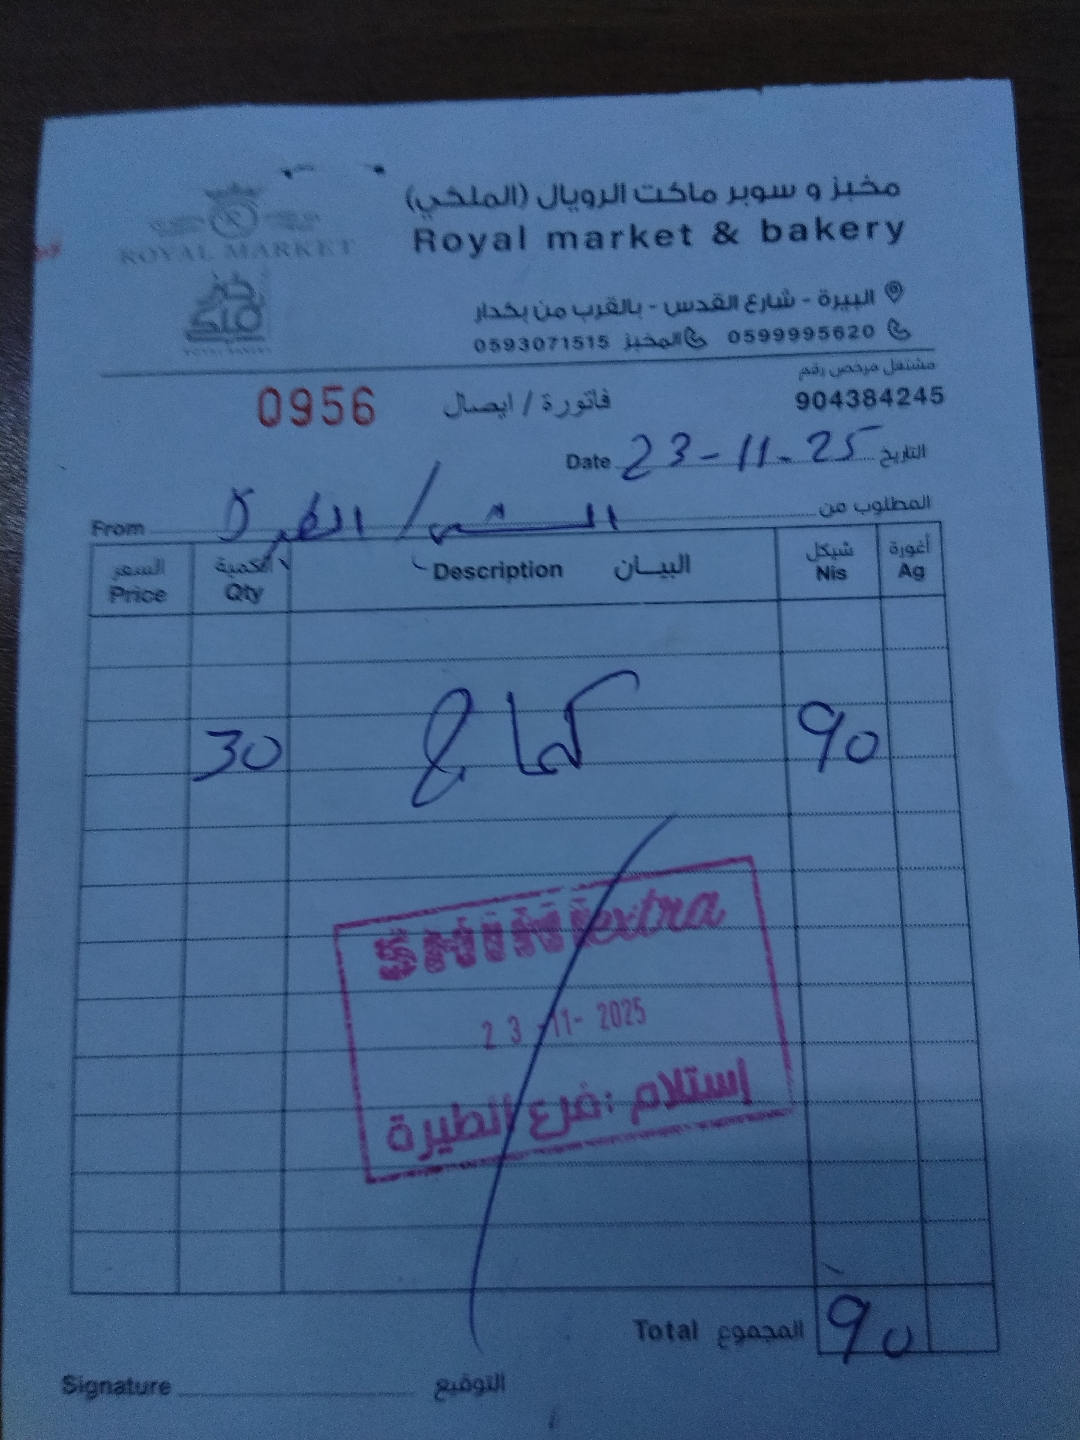 ROYAL MARKET
مخبز و سوبر ماكت الرويال (الملكي)
Royal market & bakery
البيرة - شارع القدس - بالقرب من بكدار
0599995620 المخبز 0593071515
مشتغل مرخص رقم
904384245
فاتورة / ايصال
0956
التاريخ 23-11-25 Date
المطلوب من / الطيرة From
أغورة شيكل البيان الكمية السعر
Ag Nis Description Qty Price
90 كماج 30
extra
23-11-2025
إستلام : فرع الطيرة
المجموع Total 90
التوقيع Signature